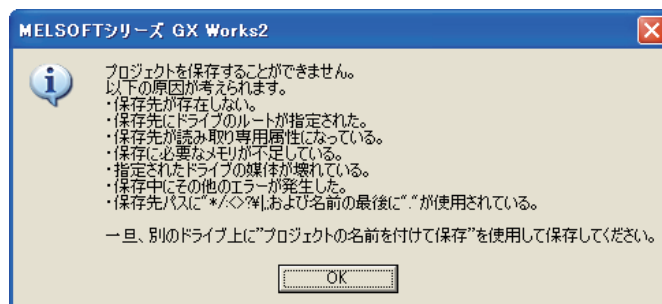 MELSOFTシリーズ GX Works2
プロジェクトを保存することができません。
以下の原因が考えられます。
・保存先が存在しない。
・保存先にドライブのルートが指定された。
・保存先が読み取り専用属性になっている。
・保存に必要なメモリが不足している。
・指定されたドライブの媒体が壊れている。
・保存中にその他のエラーが発生した。
・保存先パスに"*/:<>?¥|;および名前の最後に"."が使用されている。
一旦、別のドライブ上に"プロジェクトの名前を付けて保存"を使用して保存してください。
OK